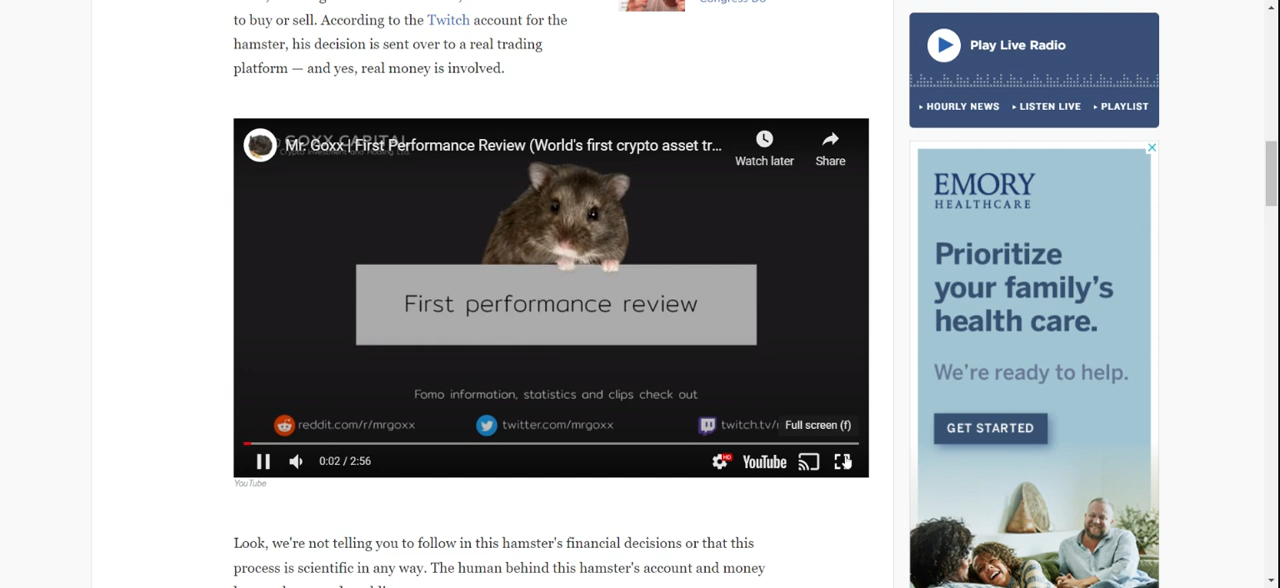 to buy or sell. According to the Twitch account for the
hamster, his decision is sent over to a real trading
platform — and yes, real money is involved.
GOXX CAPITAL
Mr. Goxx | First Performance Review (World's first crypto asset tr...
Watch later
Share
First performance review
Fomo information, statistics and clips check out
reddit.com/r/mrgoxx
twitter.com/mrgoxx
twitch.tv/
Full screen (f)
0:02 / 2:56
HD
YouTube
YouTube
Look, we're not telling you to follow in this hamster's financial decisions or that this
process is scientific in any way. The human behind this hamster's account and money
Play Live Radio
HOURLY NEWS
LISTEN LIVE
PLAYLIST
EMORY
HEALTHCARE
Prioritize
your family's
health care.
We're ready to help.
GET STARTED